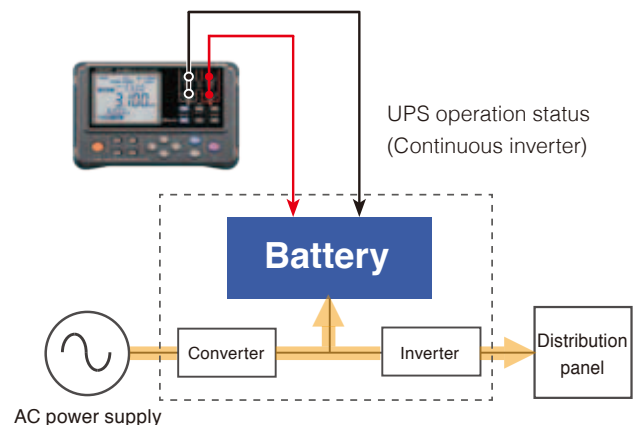 UPS operation status
(Continuous inverter)
Battery
Converter
Inverter
Distribution
panel
AC power supply